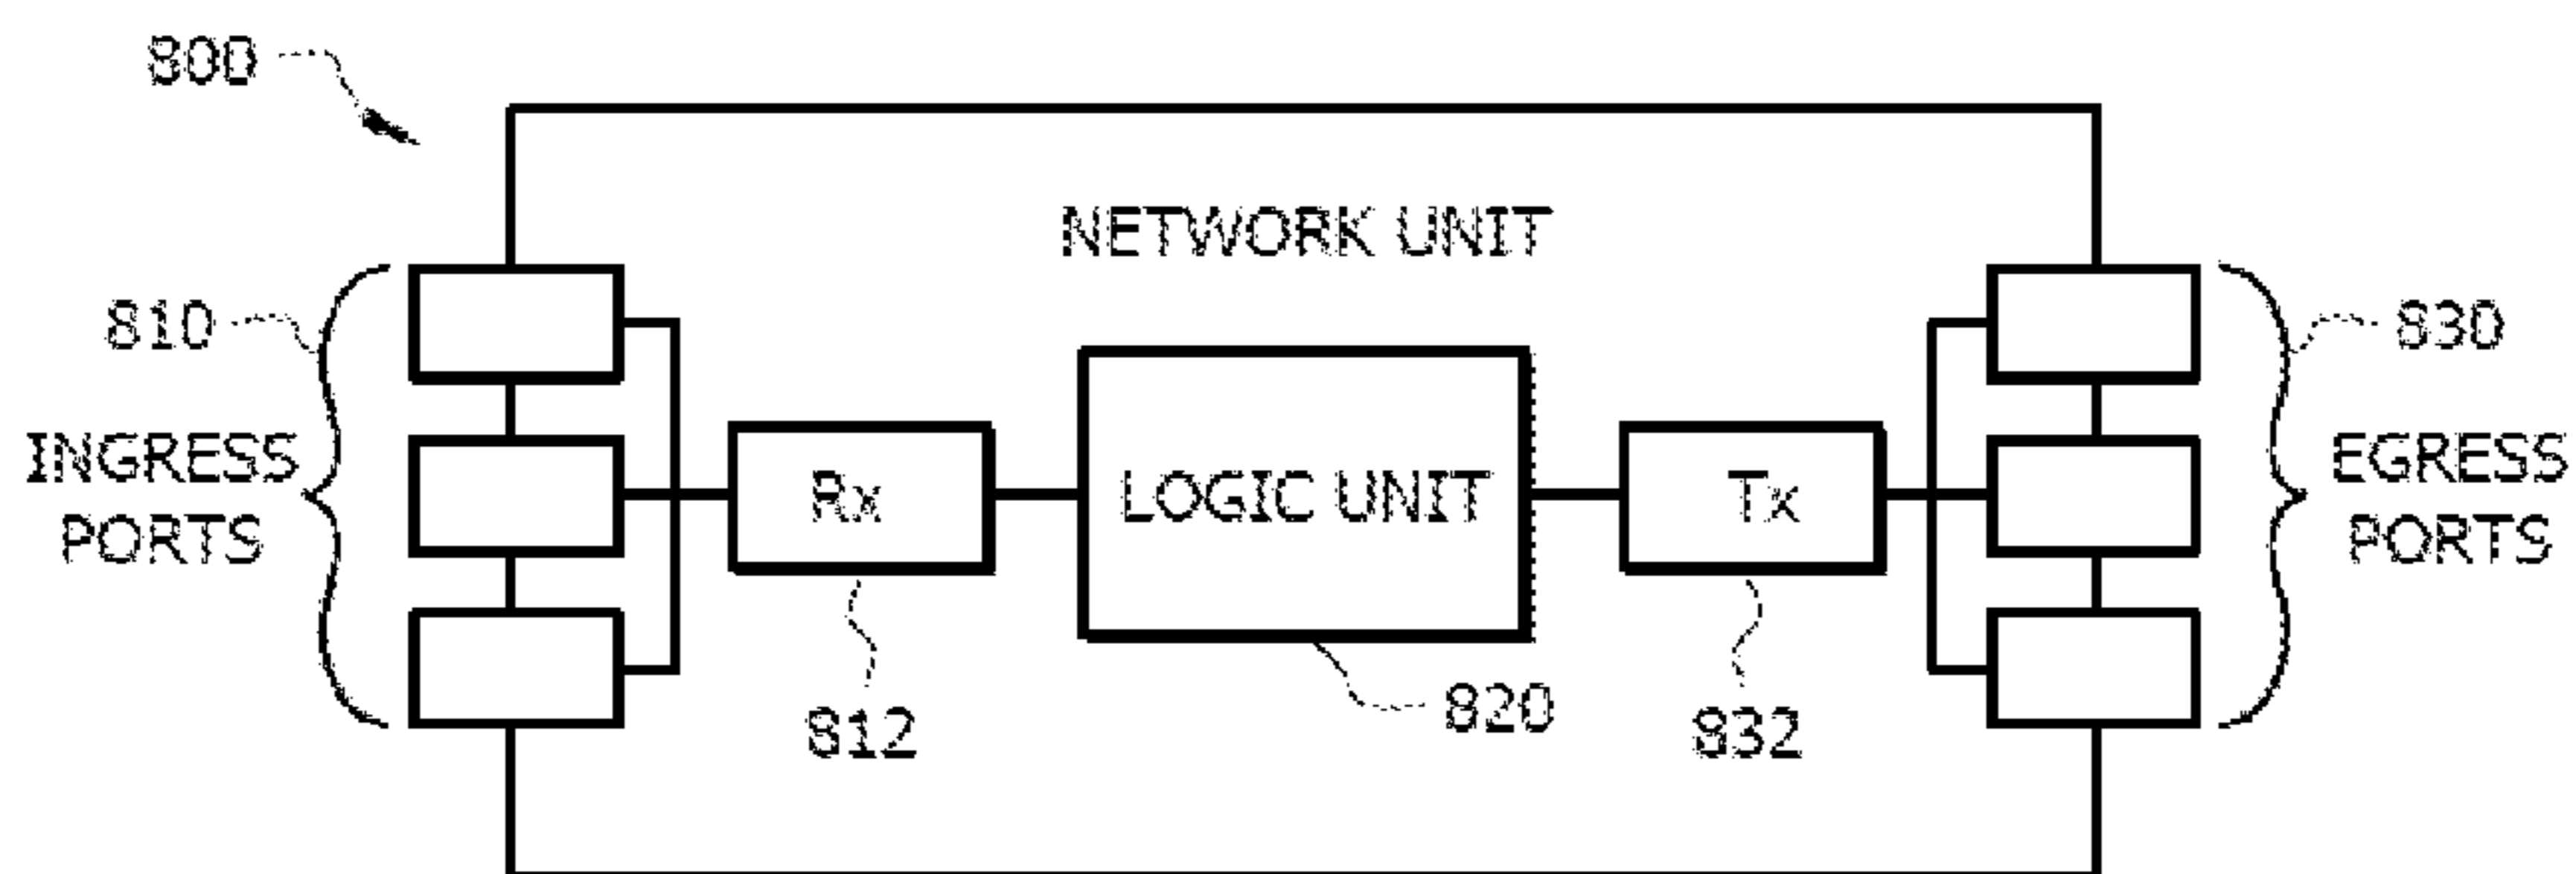 800
NETWORK UNIT
810
830
INGRESS
PORTS
Rx
LOGIC UNIT
Tx
EGRESS
PORTS
812
820
832